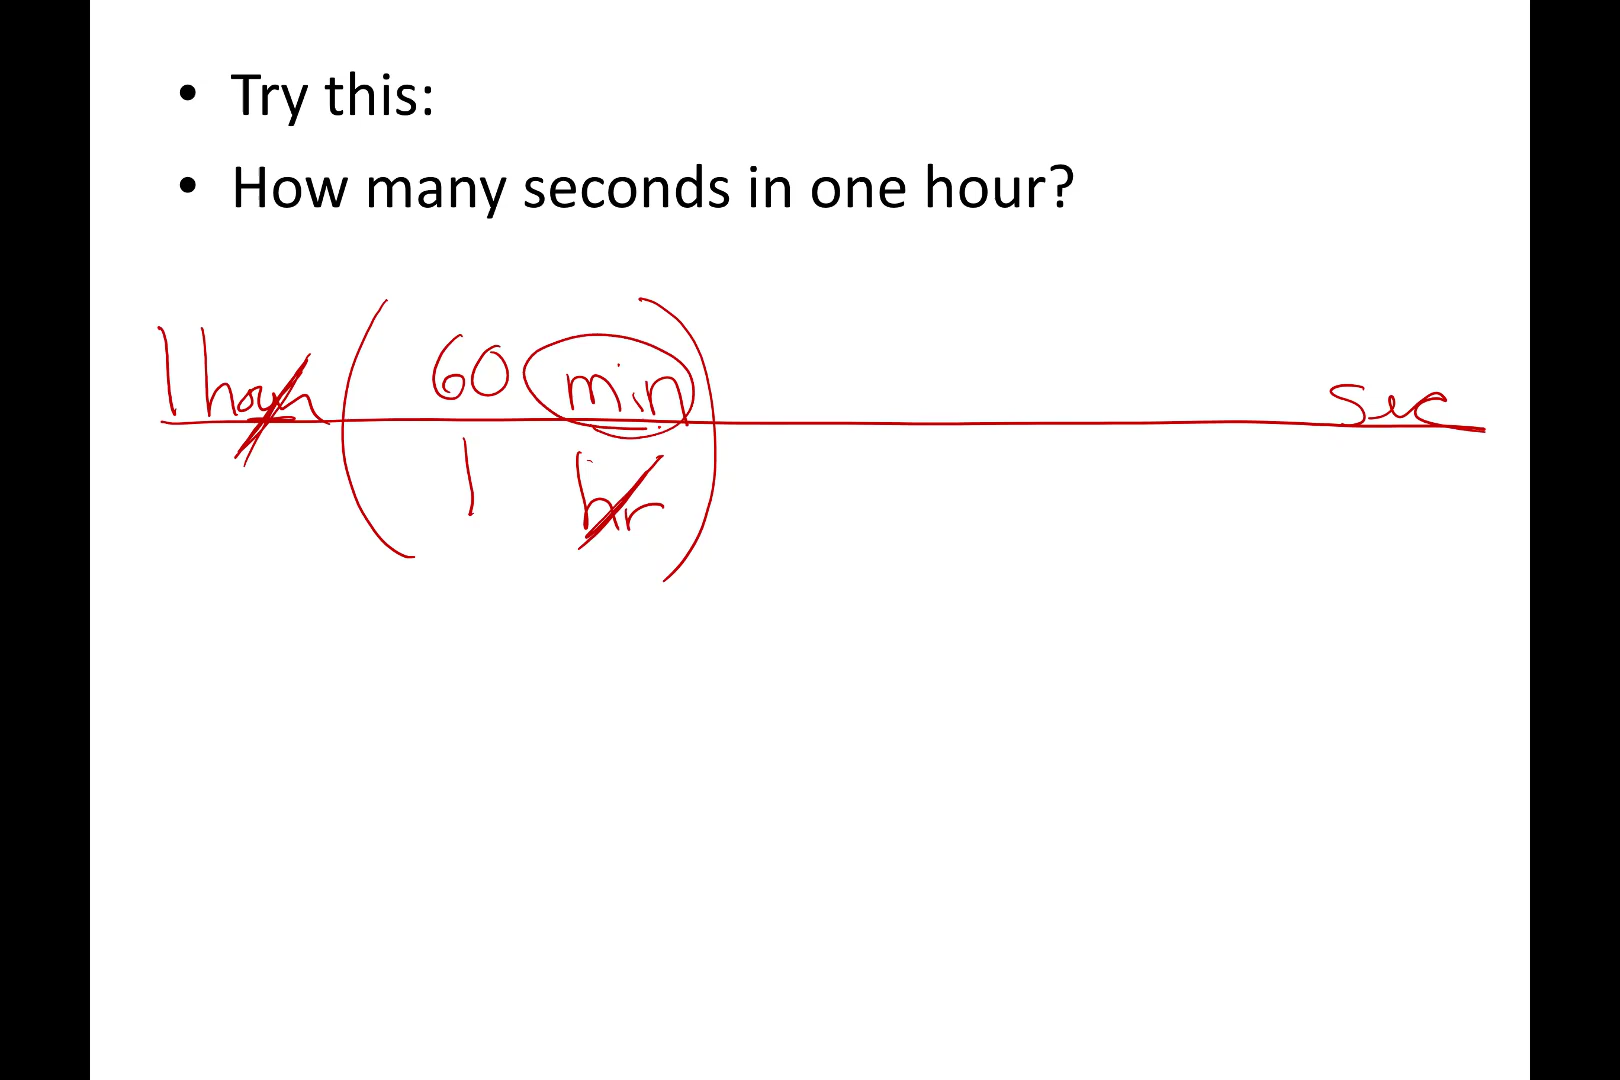 • Try this:
• How many seconds in one hour?
1 hour 60 min sec
1 hr